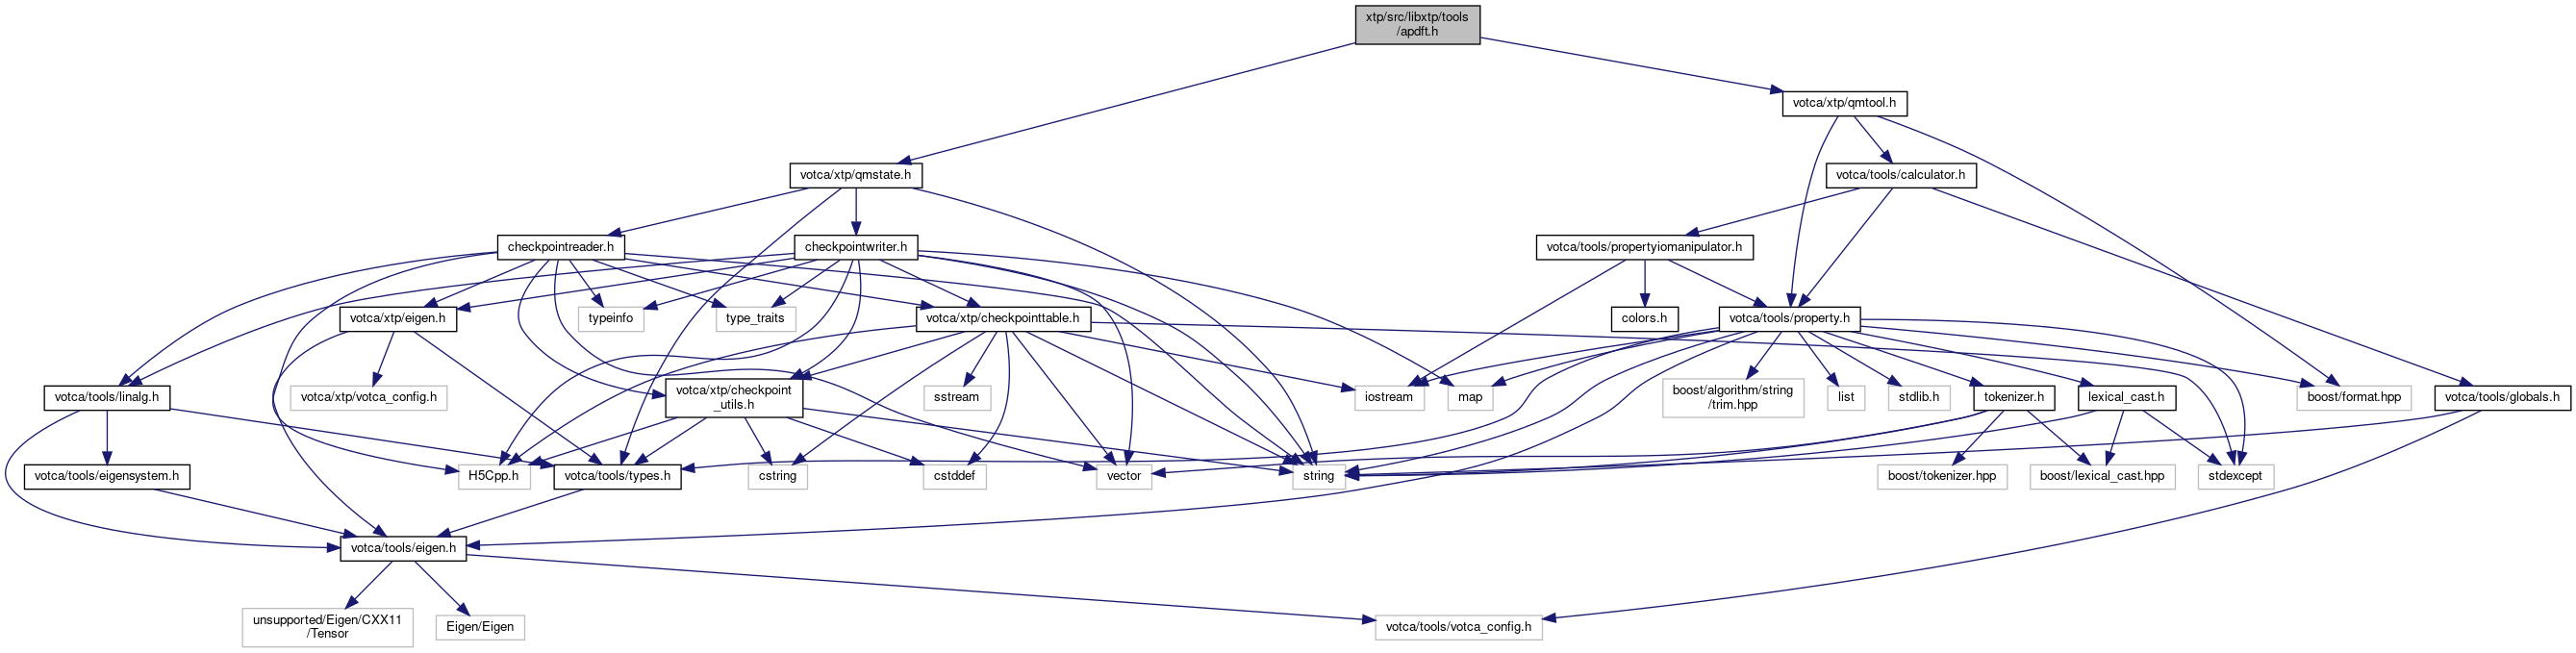 xtp/src/libxtp/tools
/apdft.h
votca/xtp/qmtool.h
votca/xtp/qmstate.h
votca/tools/calculator.h
checkpointreader.h
checkpointwriter.h
votca/tools/propertyiomanipulator.h
votca/xtp/eigen.h
typeinfo
type_traits
votca/xtp/checkpointtable.h
colors.h
votca/tools/property.h
votca/tools/linalg.h
votca/xtp/votca_config.h
votca/xtp/checkpoint
_utils.h
sstream
iostream
map
boost/algorithm/string
/trim.hpp
list
stdlib.h
tokenizer.h
lexical_cast.h
boost/format.hpp
votca/tools/globals.h
votca/tools/eigensystem.h
H5Cpp.h
votca/tools/types.h
cstring
cstddef
vector
string
boost/tokenizer.hpp
boost/lexical_cast.hpp
stdexcept
votca/tools/eigen.h
unsupported/Eigen/CXX11
/Tensor
Eigen/Eigen
votca/tools/votca_config.h